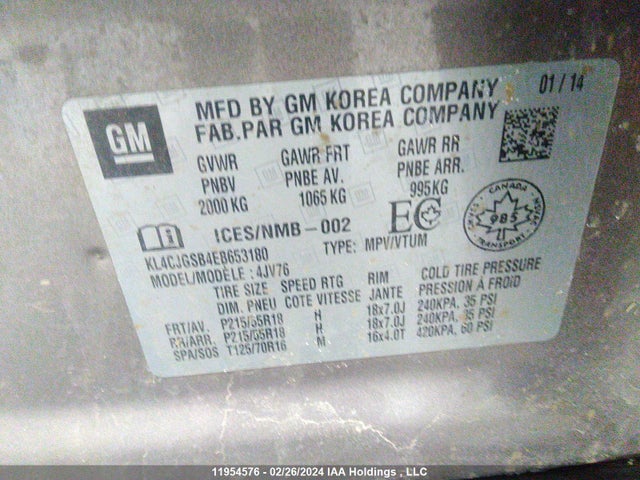 GM
MFD BY GM KOREA COMPANY 01/14
FAB.PAR GM KOREA COMPANY
GVWR GAWR FRT GAWR RR
PNBV PNBE AV. PNBE ARR.
2000 KG 1065 KG 995 KG
ICES/NMB-002 EC
CANADA
985
TRANSPORT
KL4CJGSB4EB653180 TYPE: MPV/VTUM
MODEL/MODÈLE: 4JV76
TIRE SIZE SPEED RTG RIM COLD TIRE PRESSURE
DIM. PNEU COTE VITESSE JANTE PRESSION À FROID
FRT/AV. P215/55R18 H 18x7.0J 240KPA. 35 PSI
RR/ARR. P215/55R18 H 18x7.0J 240KPA. 35 PSI
SPA/SOS T125/70R16 M 16x4.0T 420KPA. 60 PSI
11954576 - 02/26/2024 IAA Holdings , LLC